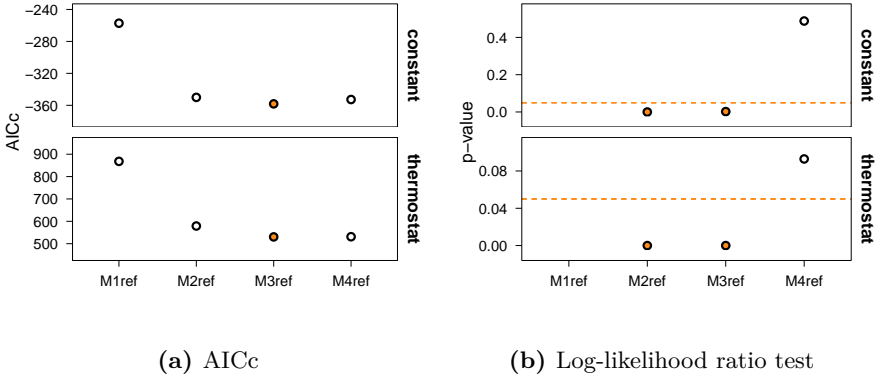 −240
−280
−320
−360
constant
AICc
900
800
700
600
500
thermostat
M1ref M2ref M3ref M4ref
(a) AICc
0.4
0.2
0.0
constant
p−value
0.08
0.04
0.00
thermostat
M1ref M2ref M3ref M4ref
(b) Log-likelihood ratio test